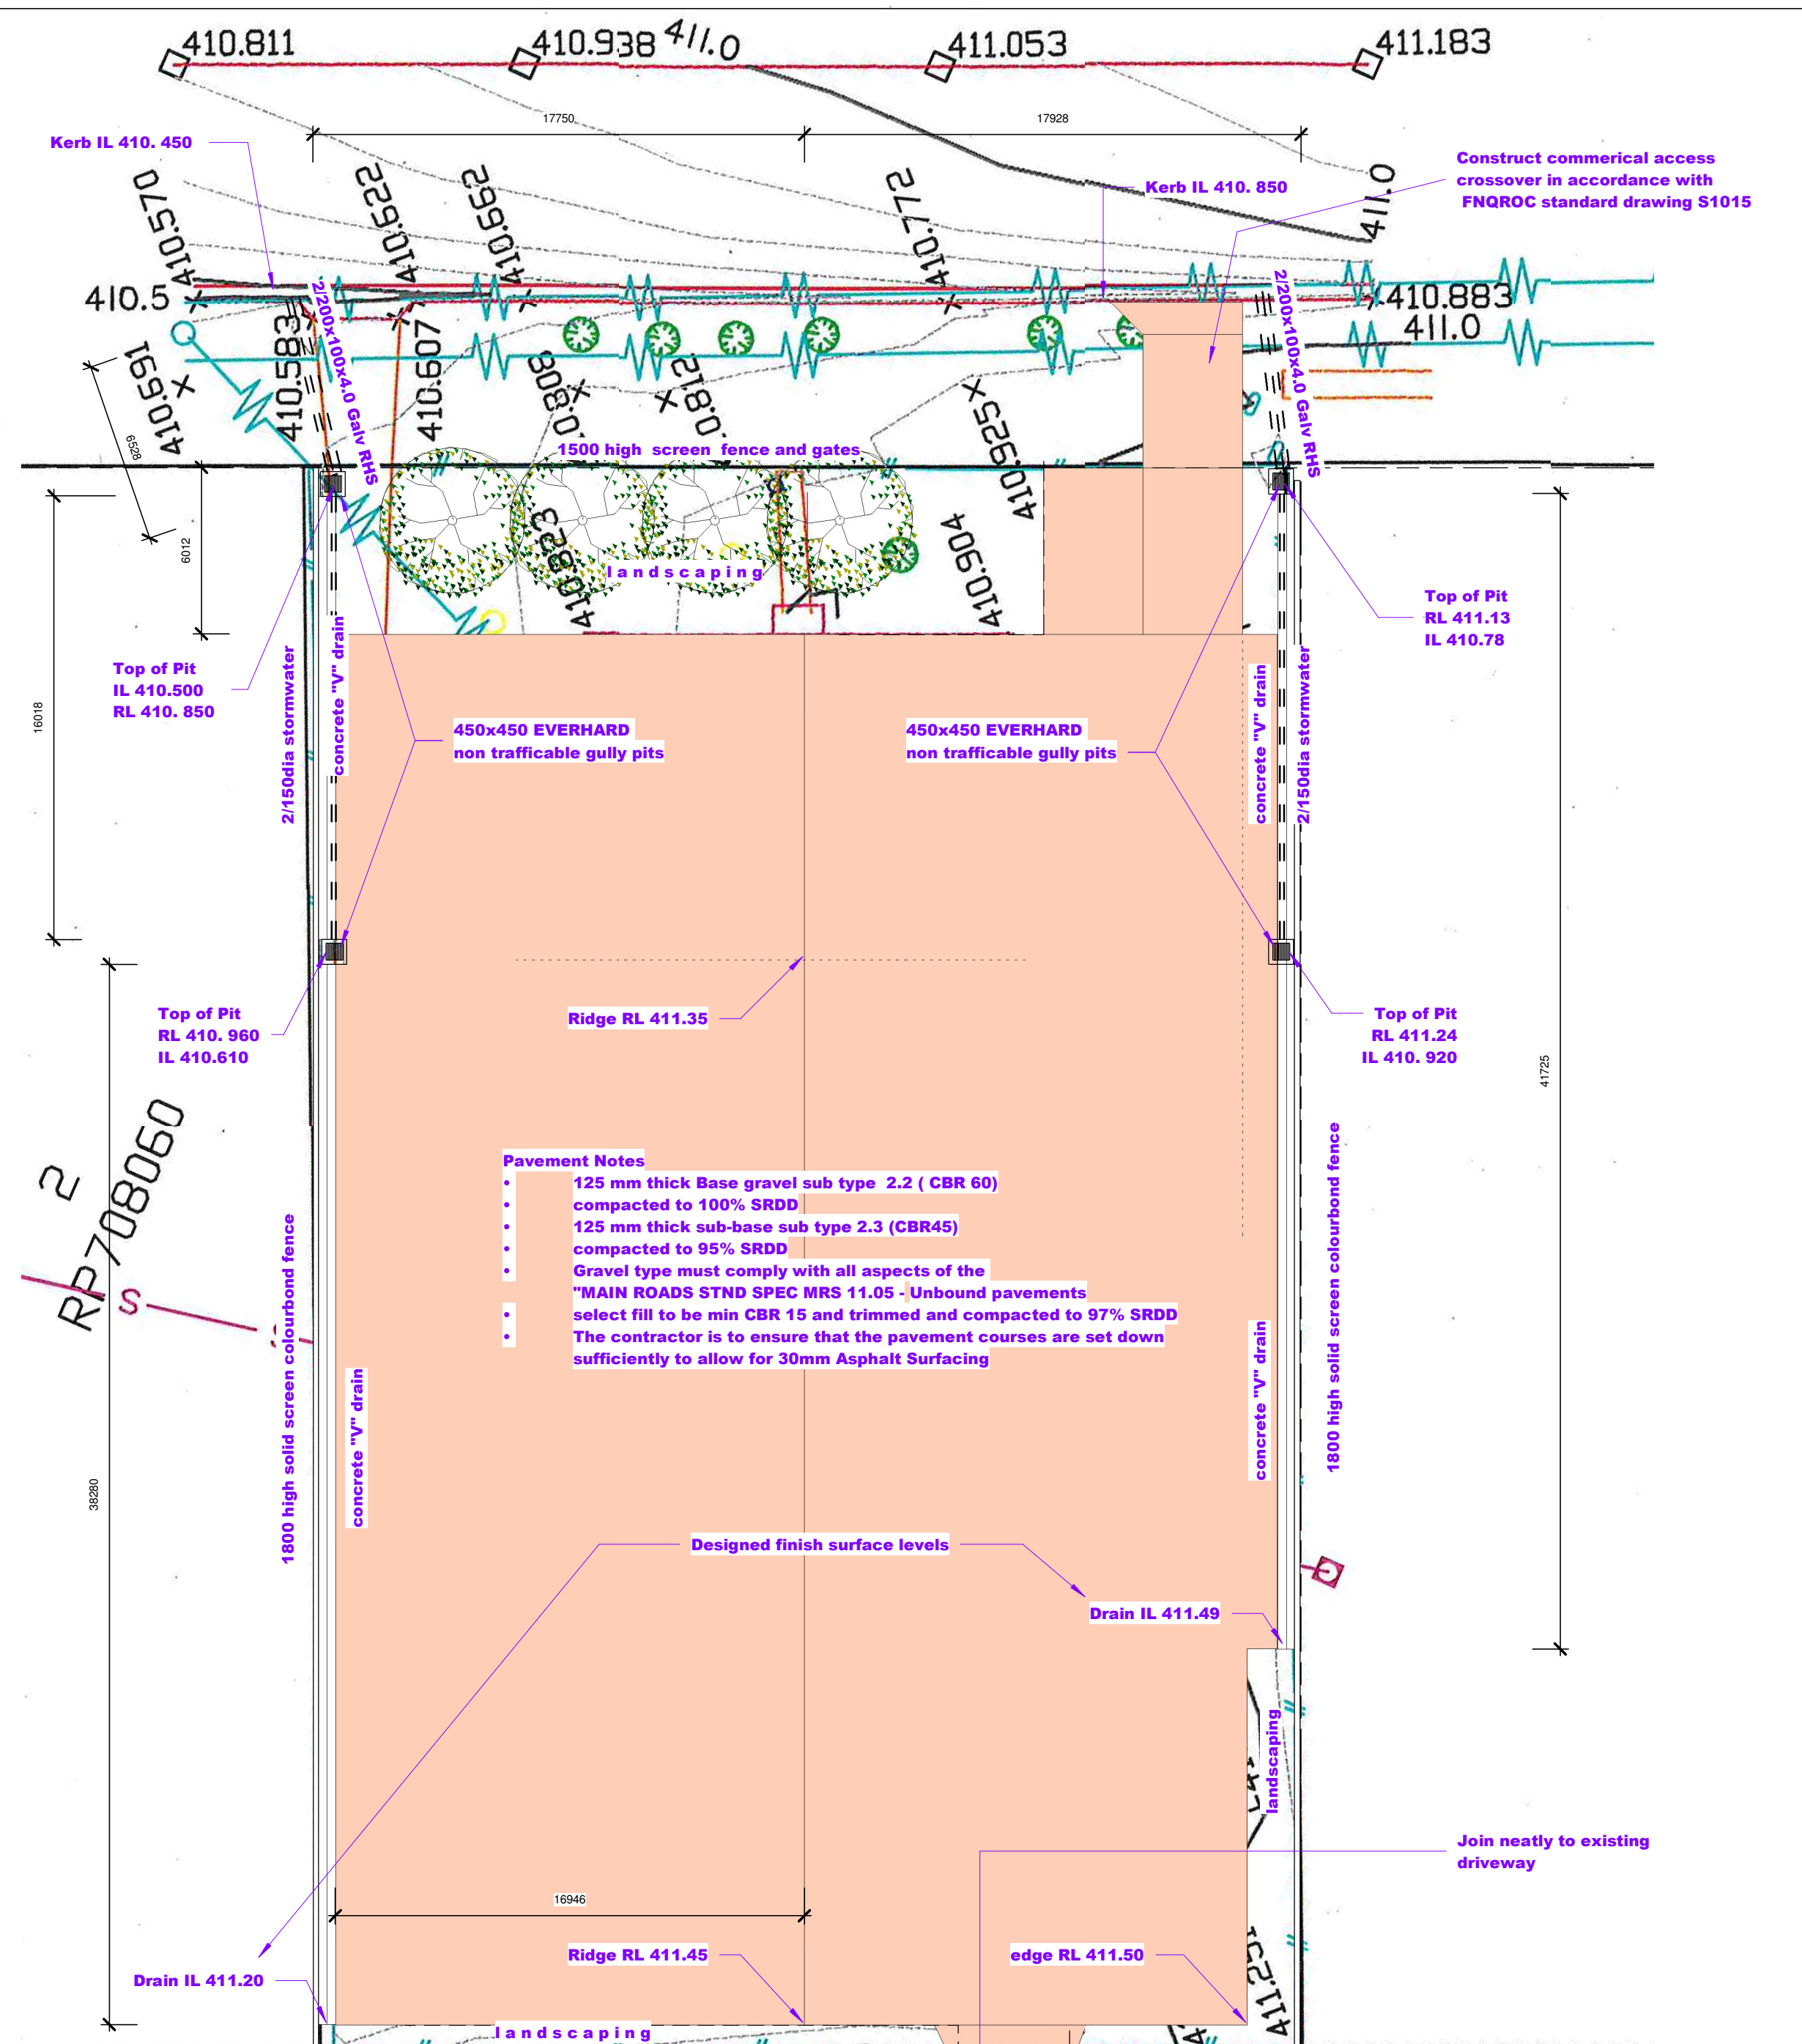 410.811
410.938
411.0
411.053
411.183
17750
17928
Kerb IL 410. 450
Kerb IL 410. 850
Construct commerical access
crossover in accordance with
FNQROC standard drawing S1015
410.570
410.622
410.662
410.772
411.0
410.5
410.883
411.0
2/200x100x4.0 Galv RHS
2/200x100x4.0 Galv RHS
410.691
410.583
410.607
6528
1500 high screen fence and gates
410.925
6012
410.904
landscaping
Top of Pit
RL 411.13
IL 410.78
Top of Pit
IL 410.500
RL 410. 850
2/150dia stormwater
concrete "V" drain
concrete "V" drain
2/150dia stormwater
16018
450x450 EVERHARD
non trafficable gully pits
450x450 EVERHARD
non trafficable gully pits
Ridge RL 411.35
Top of Pit
RL 410. 960
IL 410.610
Top of Pit
RL 411.24
IL 410. 920
41725
2
RP708060
S
Pavement Notes
• 125 mm thick Base gravel sub type 2.2 ( CBR 60)
• compacted to 100% SRDD
• 125 mm thick sub-base sub type 2.3 (CBR45)
• compacted to 95% SRDD
• Gravel type must comply with all aspects of the
"MAIN ROADS STND SPEC MRS 11.05 - Unbound pavements
• select fill to be min CBR 15 and trimmed and compacted to 97% SRDD
• The contractor is to ensure that the pavement courses are set down
sufficiently to allow for 30mm Asphalt Surfacing
1800 high solid screen colourbond fence
concrete "V" drain
concrete "V" drain
1800 high solid screen colourbond fence
38280
Designed finish surface levels
Drain IL 411.49
landscaping
Join neatly to existing
driveway
16946
Ridge RL 411.45
edge RL 411.50
Drain IL 411.20
landscaping